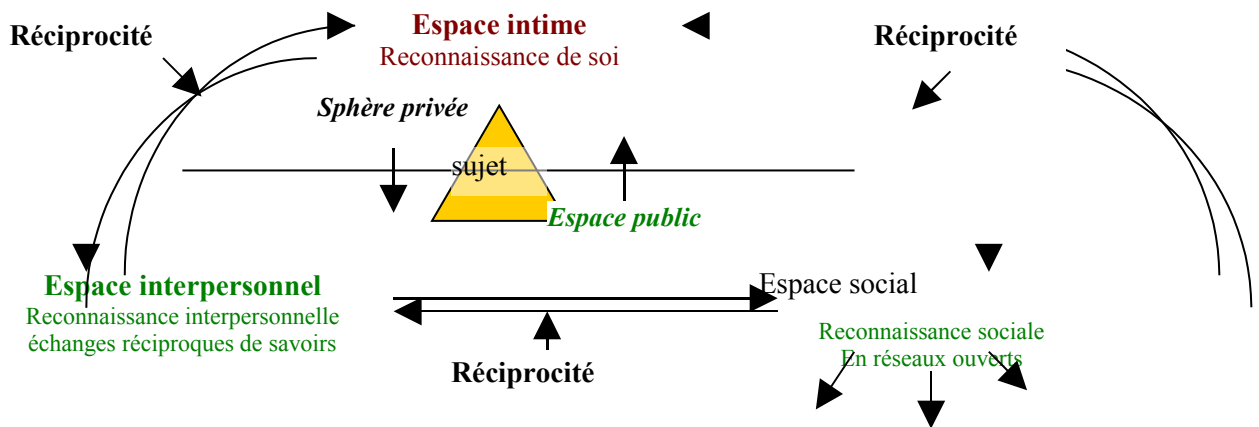 Espace intime
Réciprocité
Réciprocité
Reconnaissance de soi
Sphère privée
sujet
Espace public
Espace interpersonnel
Espace social
Reconnaissance interpersonnelle
échanges réciproques de savoirs
Reconnaissance sociale
En réseaux ouverts
Réciprocité